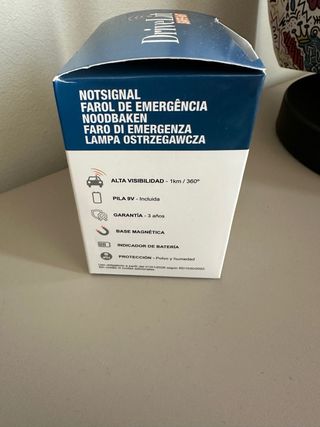 DriveLed
NOTSIGNAL
FAROL DE EMERGÊNCIA
NOODBAKEN
FARO DI EMERGENZA
LAMPA OSTRZEGAWCZA
ALTA VISIBILIDAD - 1km / 360º
PILA 9V - Incluida
GARANTÍA - 3 años
BASE MAGNÉTICA
INDICADOR DE BATERÍA
PROTECCIÓN - Polvo y humedad